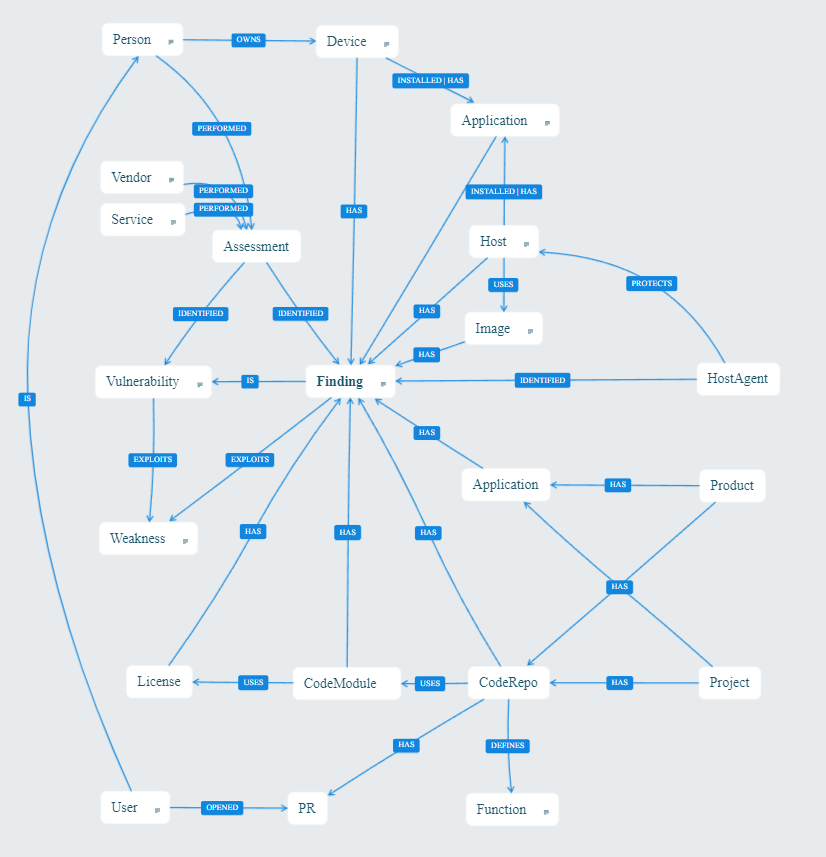 Person
OWNS
Device
INSTALLED | HAS
Application
PERFORMED
Vendor
PERFORMED
INSTALLED | HAS
Service
PERFORMED
HAS
Assessment
Host
USES
PROTECTS
IDENTIFIED
IDENTIFIED
HAS
Image
HAS
Vulnerability
IS
Finding
IDENTIFIED
HostAgent
IS
HAS
EXPLOITS
EXPLOITS
Application
HAS
Product
Weakness
HAS
HAS
HAS
HAS
License
USES
CodeModule
USES
CodeRepo
HAS
Project
HAS
DEFINES
User
OPENED
PR
Function